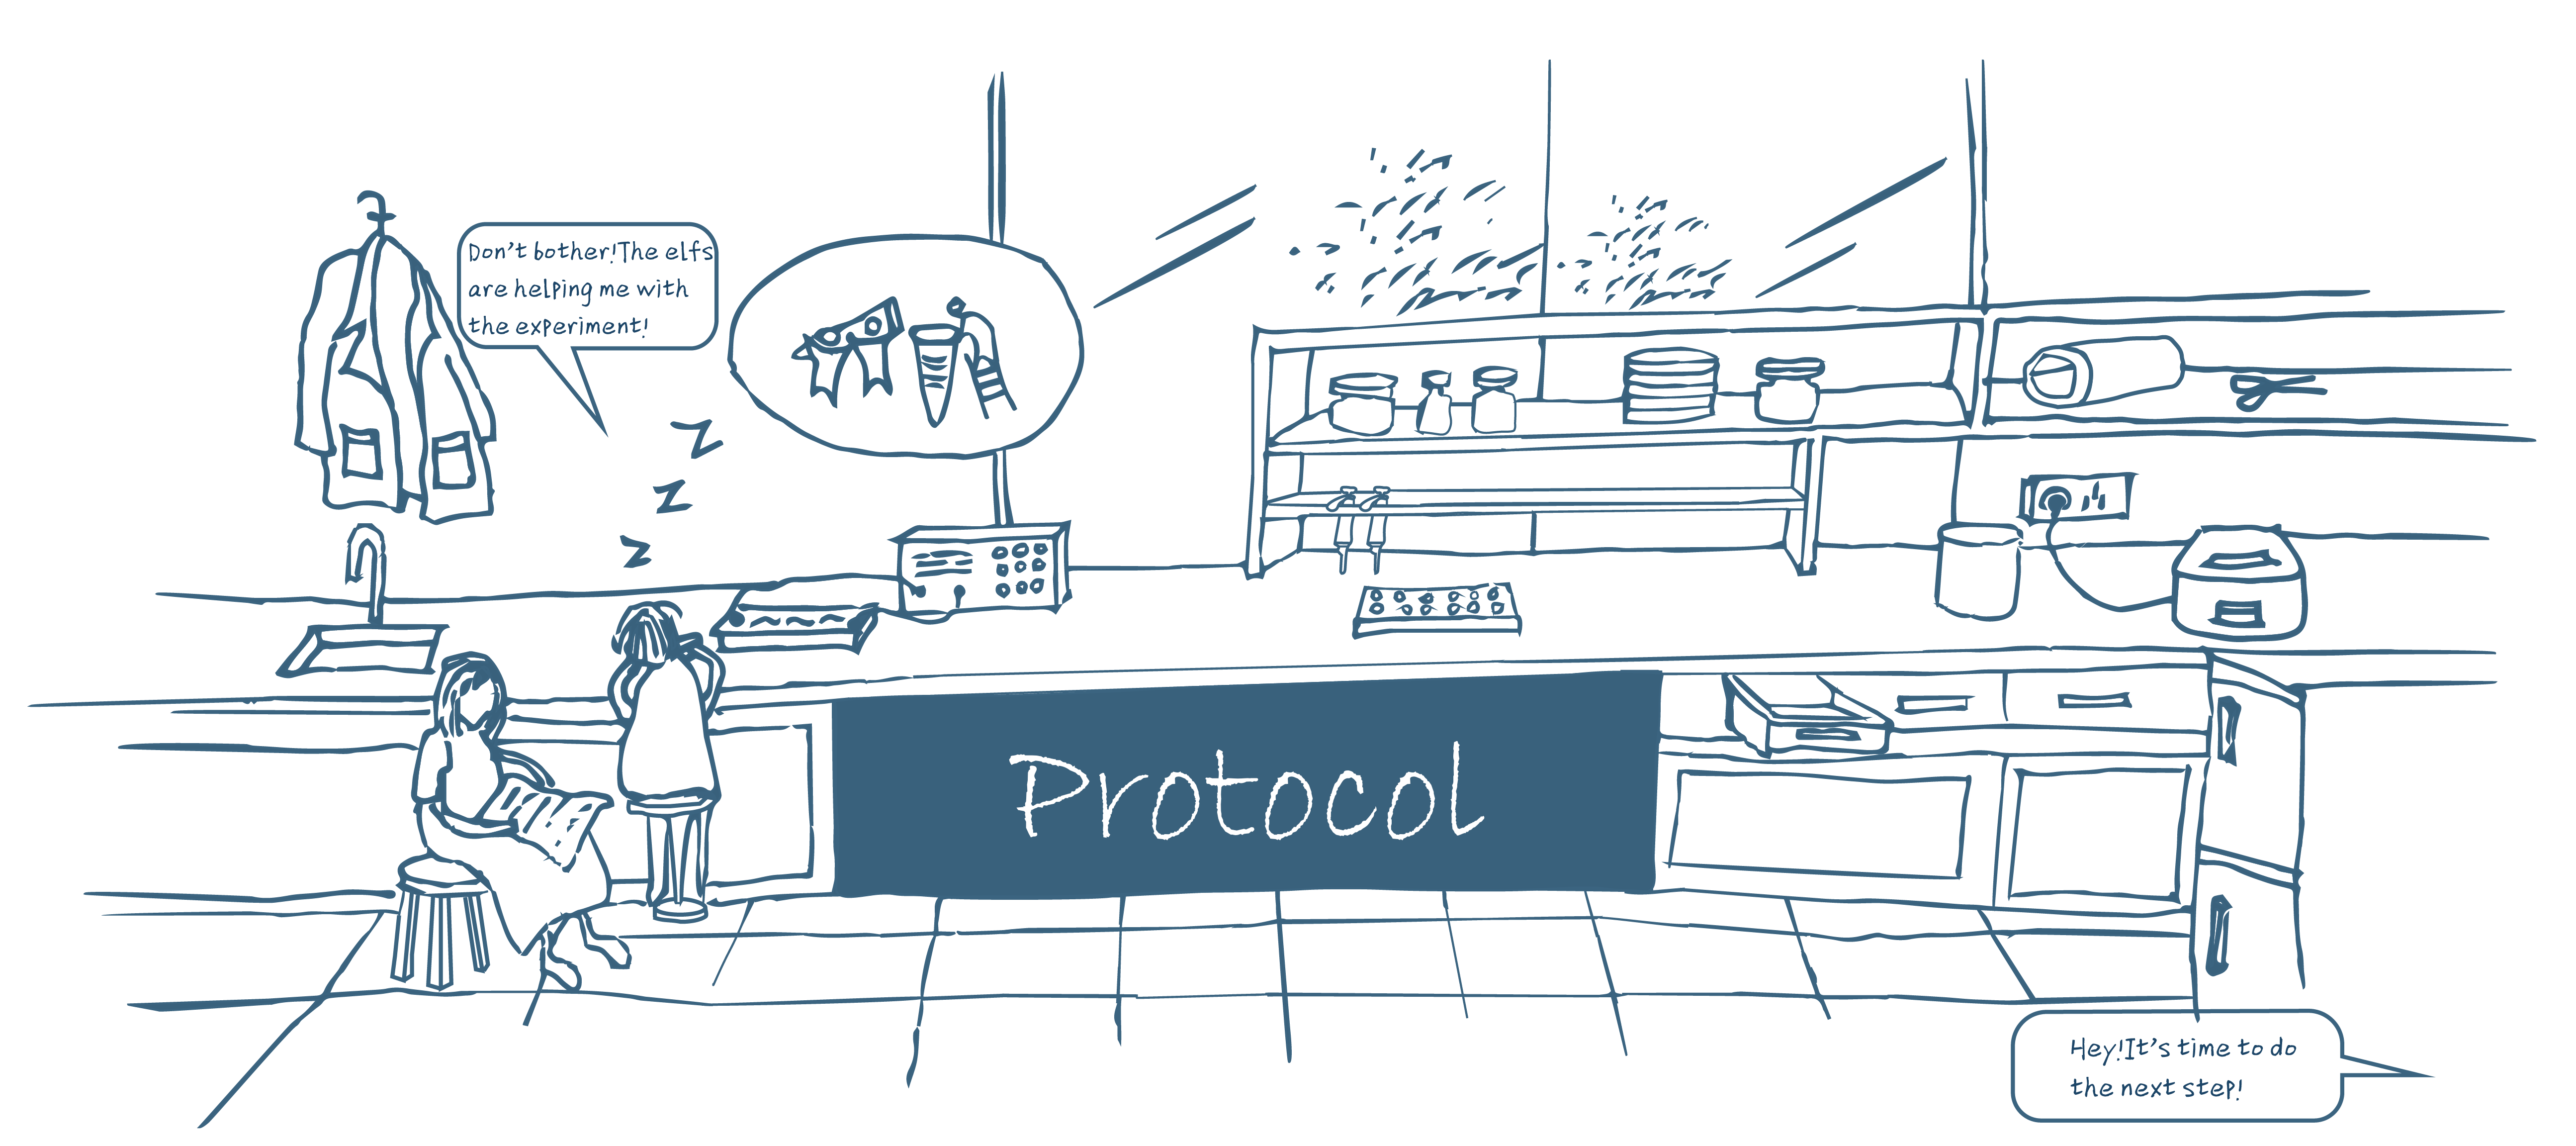 Don't bother!The elfs
are helping me with
the experiment!
Protocol
Hey!It's time to do
the next step!